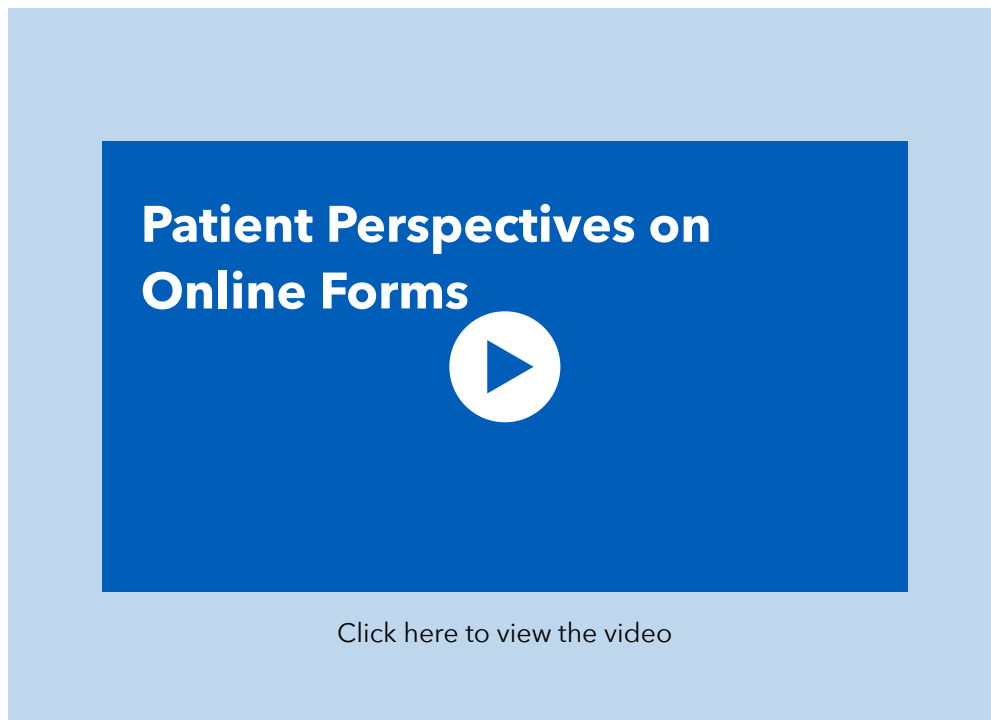 Patient Perspectives on
Online Forms
Click here to view the video